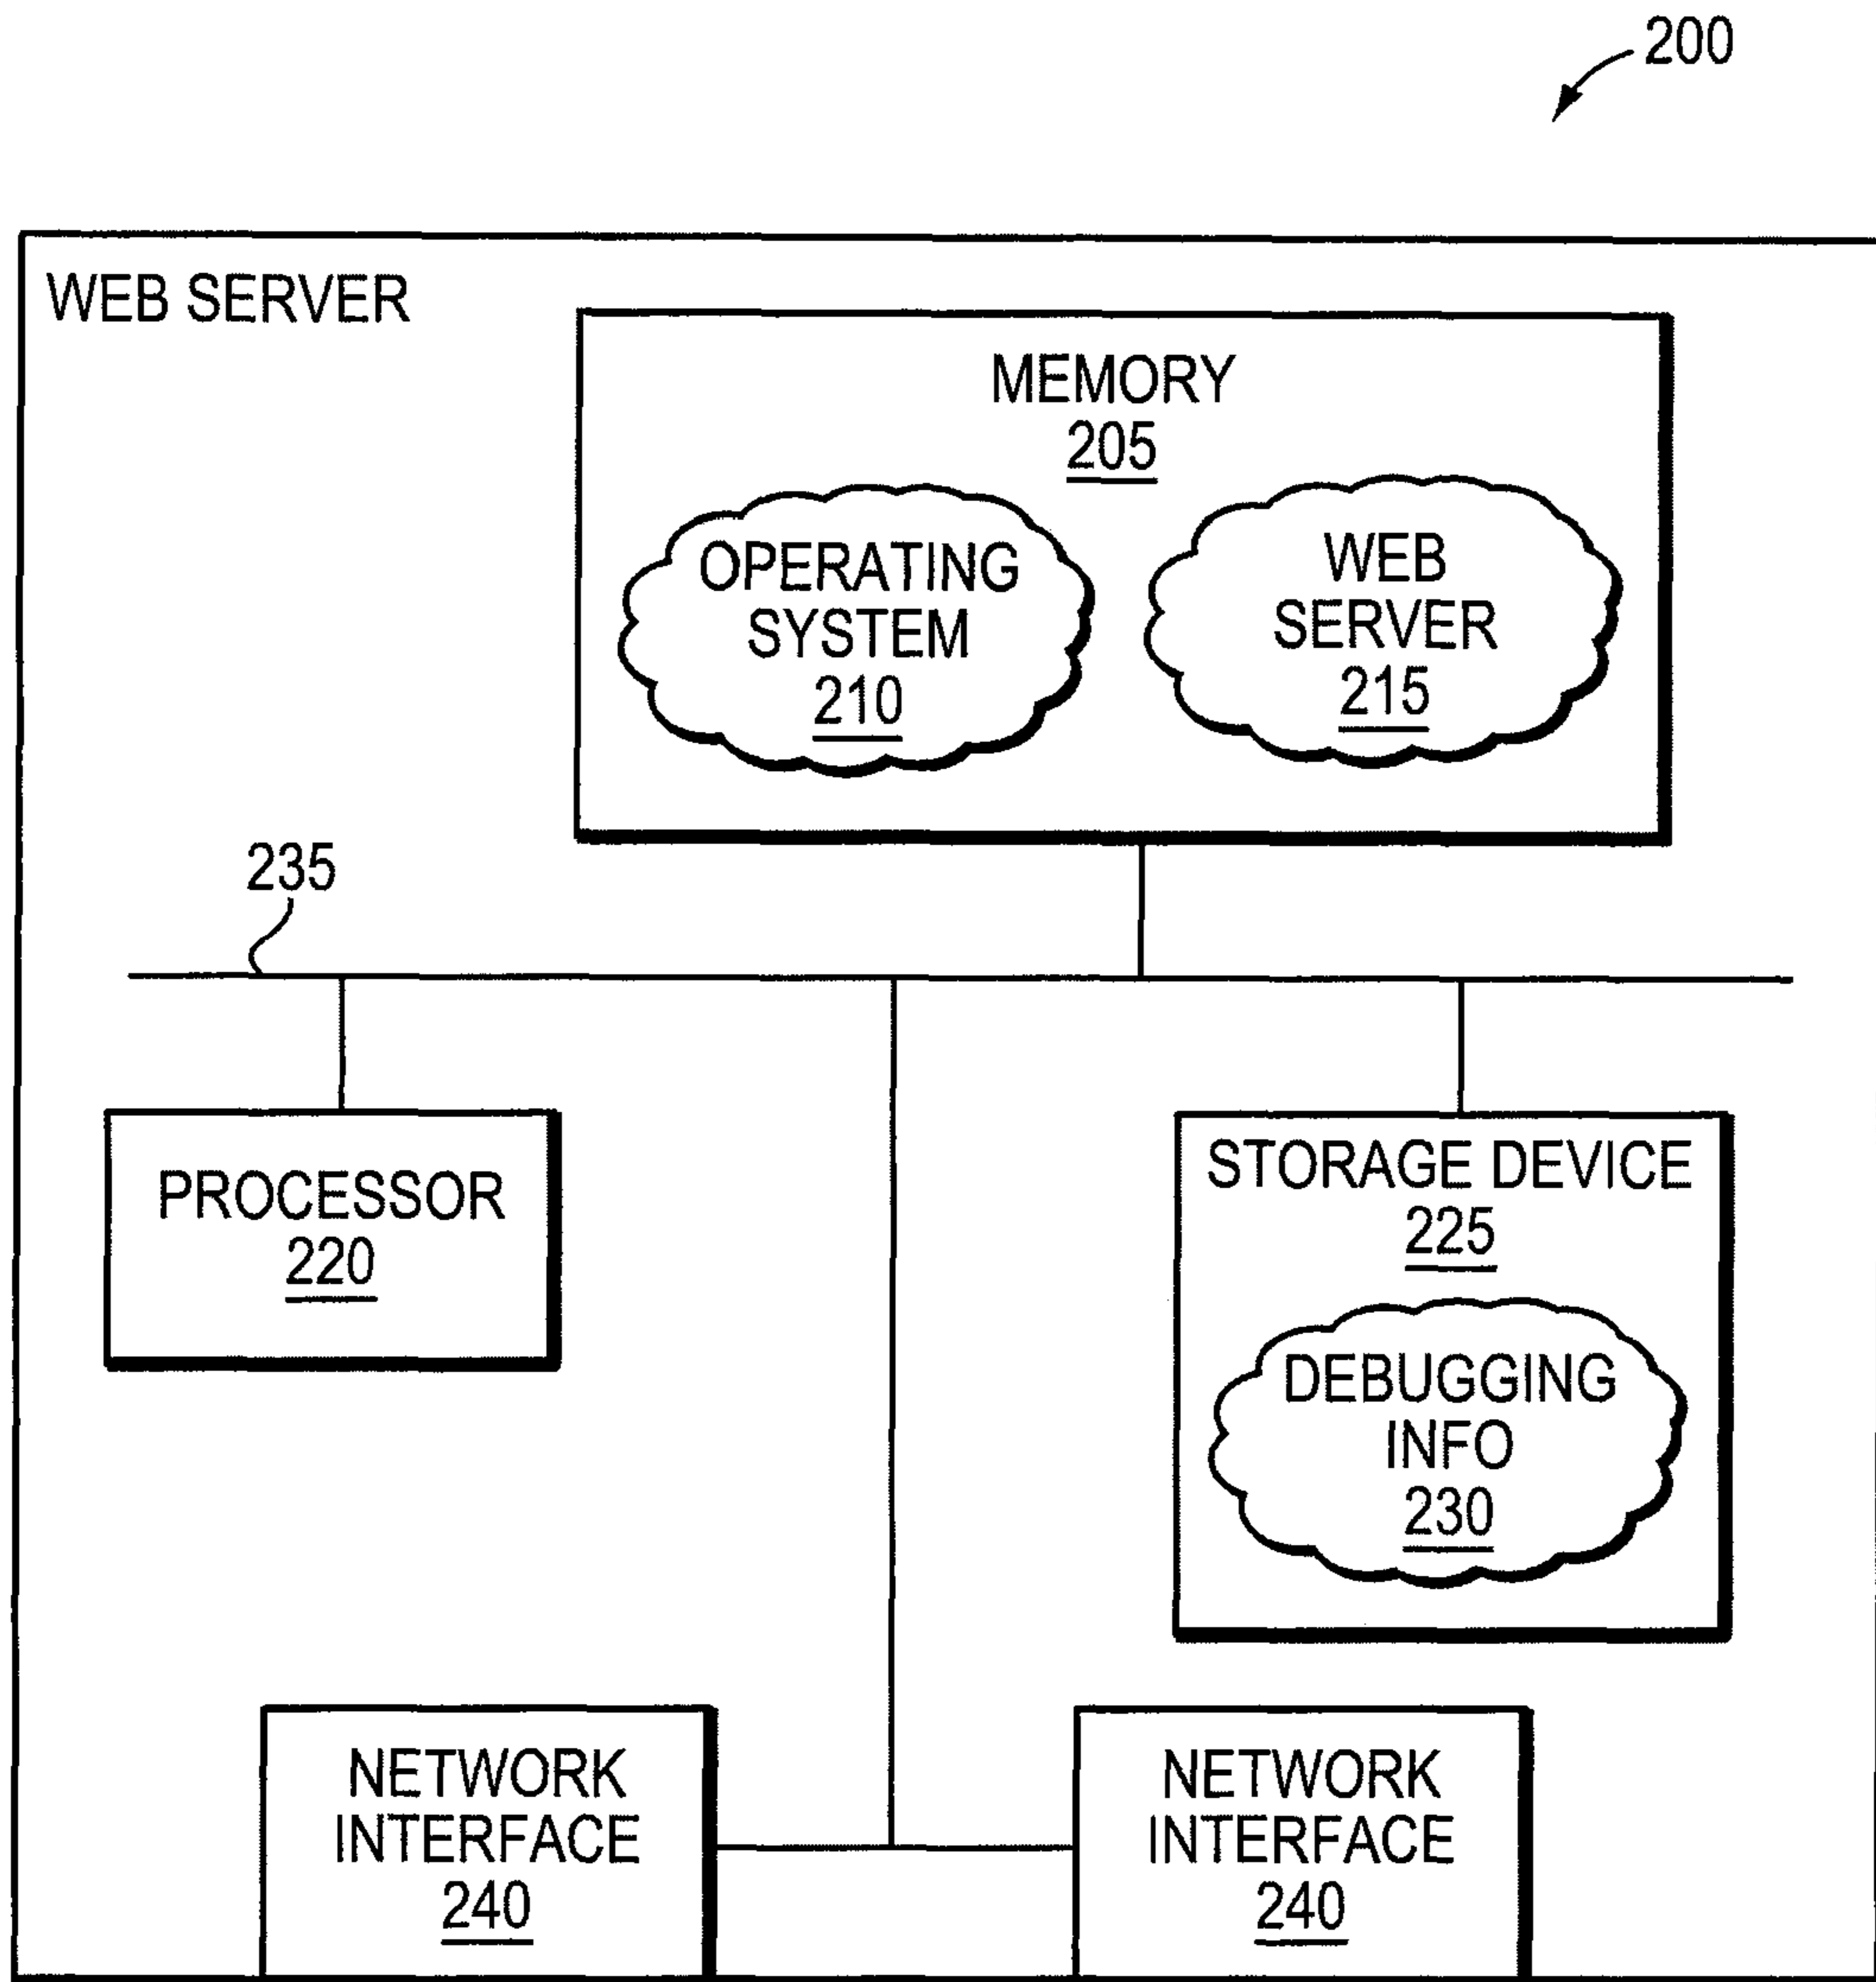 200
WEB SERVER
MEMORY
205
OPERATING
SYSTEM
210
WEB
SERVER
215
235
PROCESSOR
220
STORAGE DEVICE
225
DEBUGGING
INFO
230
NETWORK
INTERFACE
240
NETWORK
INTERFACE
240